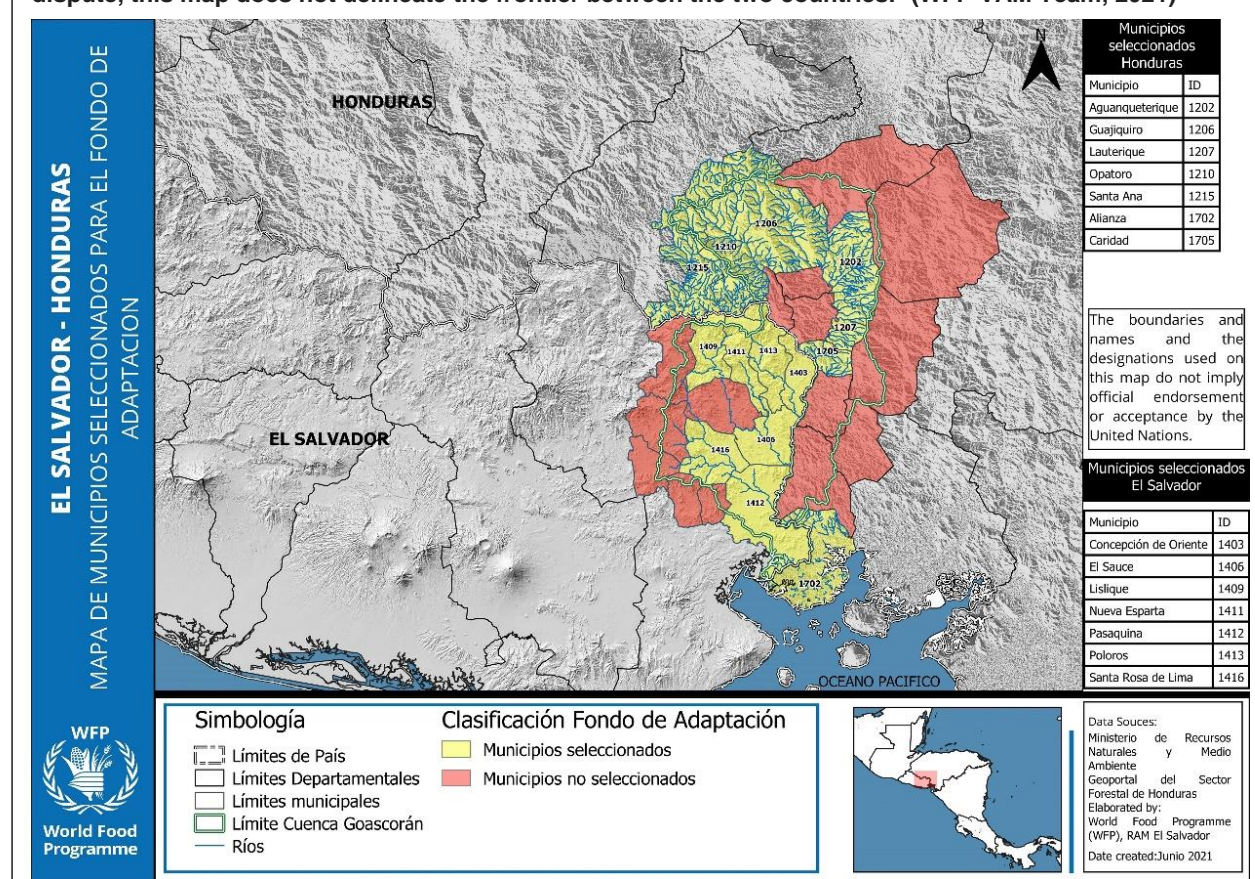 dispute, this map does not delineate the frontier between the two countries. (WFP VAM Team, 2021)
EL SALVADOR - HONDURAS
MAPA DE MUNICIPIOS SELECCIONADOS PARA EL FONDO DE
ADAPTACION
WFP
World Food
Programme
N
HONDURAS
EL SALVADOR
OCEANO PACIFICO
1206
1210
1202
1215
1207
1705
1409
1411
1413
1403
1406
1416
1412
1702
Municipios
seleccionados
Honduras
Municipio ID
Aguanqueterique 1202
Guajiquiro 1206
Lauterique 1207
Opatoro 1210
Santa Ana 1215
Alianza 1702
Caridad 1705
The boundaries and
names and the
designations used on
this map do not imply
official endorsement
or acceptance by the
United Nations.
Municipios seleccionados
El Salvador
Municipio ID
Concepción de Oriente 1403
El Sauce 1406
Lislique 1409
Nueva Esparta 1411
Pasaquina 1412
Poloros 1413
Santa Rosa de Lima 1416
Simbología
Límites de País
Límites Departamentales
Límites municipales
Límite Cuenca Goascorán
Ríos
Clasificación Fondo de Adaptación
Municipios seleccionados
Municipios no seleccionados
Data Souces:
Ministerio de Recursos
Naturales y Medio
Ambiente
Geoportal del Sector
Forestal de Honduras
Elaborated by:
World Food Programme
(WFP), RAM El Salvador
Date created:Junio 2021